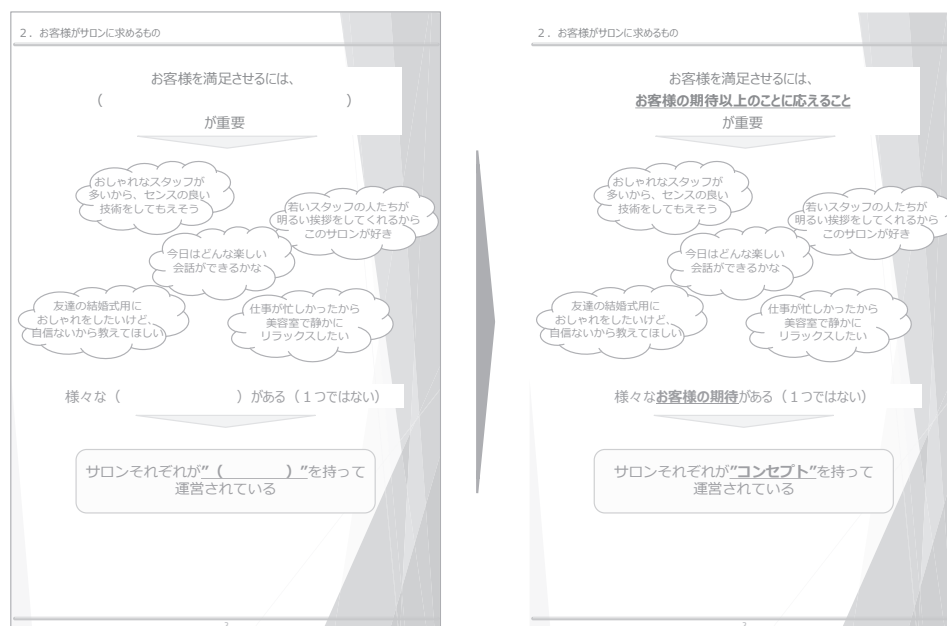 2．お客様がサロンに求めるもの
お客様を満足させるには、
（　　　　　　　　　　　　　　　　　）
が重要
おしゃれなスタッフが
多いから、センスの良い
技術をしてもえそう
若いスタッフの人たちが
明るい挨拶をしてくれるから
このサロンが好き
今日はどんな楽しい
会話ができるかな
友達の結婚式用に
おしゃれをしたいけど、
自信ないから教えてほしい
仕事が忙しかったから
美容室で静かに
リラックスしたい
様々な（　　　　　　　　）がある（１つではない）
サロンそれぞれが”（　　　　）”を持って
運営されている
2．お客様がサロンに求めるもの
お客様を満足させるには、
お客様の期待以上のことに応えること
が重要
おしゃれなスタッフが
多いから、センスの良い
技術をしてもえそう
若いスタッフの人たちが
明るい挨拶をしてくれるから
このサロンが好き
今日はどんな楽しい
会話ができるかな
友達の結婚式用に
おしゃれをしたいけど、
自信ないから教えてほしい
仕事が忙しかったから
美容室で静かに
リラックスしたい
様々なお客様の期待がある（１つではない）
サロンそれぞれが”コンセプト”を持って
運営されている